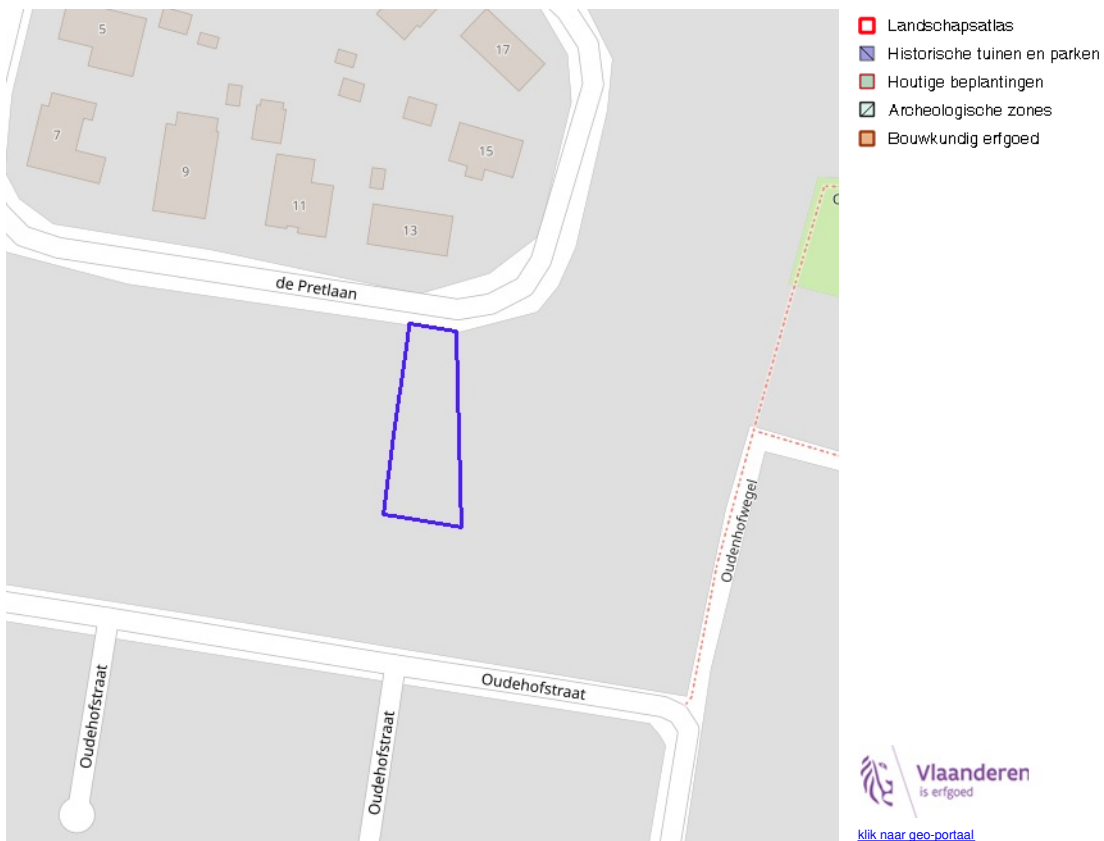 5
17
7
9
11
15
13
de Pretlaan
Oudenhofwegel
Oudehofstraat
Oudehofstraat
Oudehofstraat
Landschapsatlas
Historische tuinen en parken
Houtige beplantingen
Archeologische zones
Bouwkundig erfgoed
Vlaanderen
is erfgoed
klik naar geo-portaal